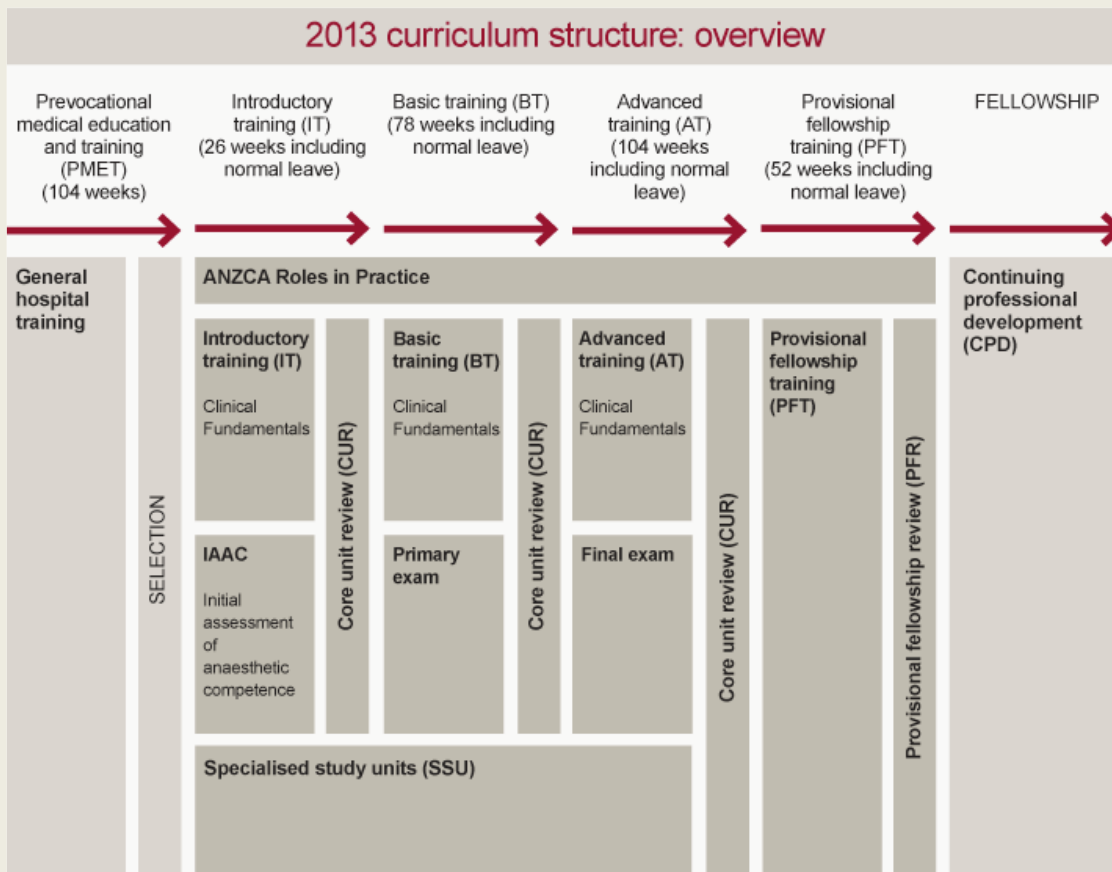 2013 curriculum structure: overview
Prevocational
medical education
and training
(PMET)
(104 weeks)
Introductory
training (IT)
(26 weeks including
normal leave)
Basic training (BT)
(78 weeks including
normal leave)
Advanced
training (AT)
(104 weeks
including normal
leave)
Provisional
fellowship
training (PFT)
(52 weeks including
normal leave)
FELLOWSHIP
General
hospital
training
SELECTION
ANZCA Roles in Practice
Introductory
training (IT)
Clinical
Fundamentals
IAAC
Initial
assessment
of
anaesthetic
competence
Core unit review (CUR)
Basic
training (BT)
Clinical
Fundamentals
Primary
exam
Core unit review (CUR)
Advanced
training (AT)
Clinical
Fundamentals
Final exam
Core unit review (CUR)
Specialised study units (SSU)
Provisional
fellowship
training
(PFT)
Provisional fellowship review (PFR)
Continuing
professional
development
(CPD)